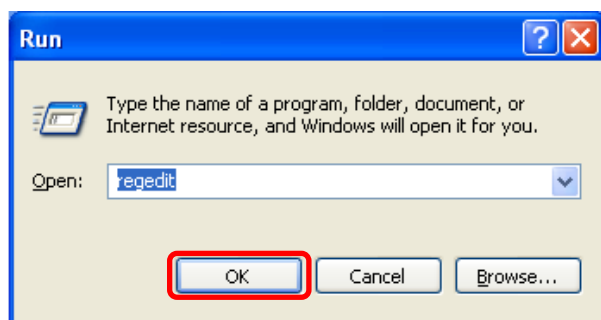 Run
Type the name of a program, folder, document, or
Internet resource, and Windows will open it for you.
Open: regedit
OK Cancel Browse...